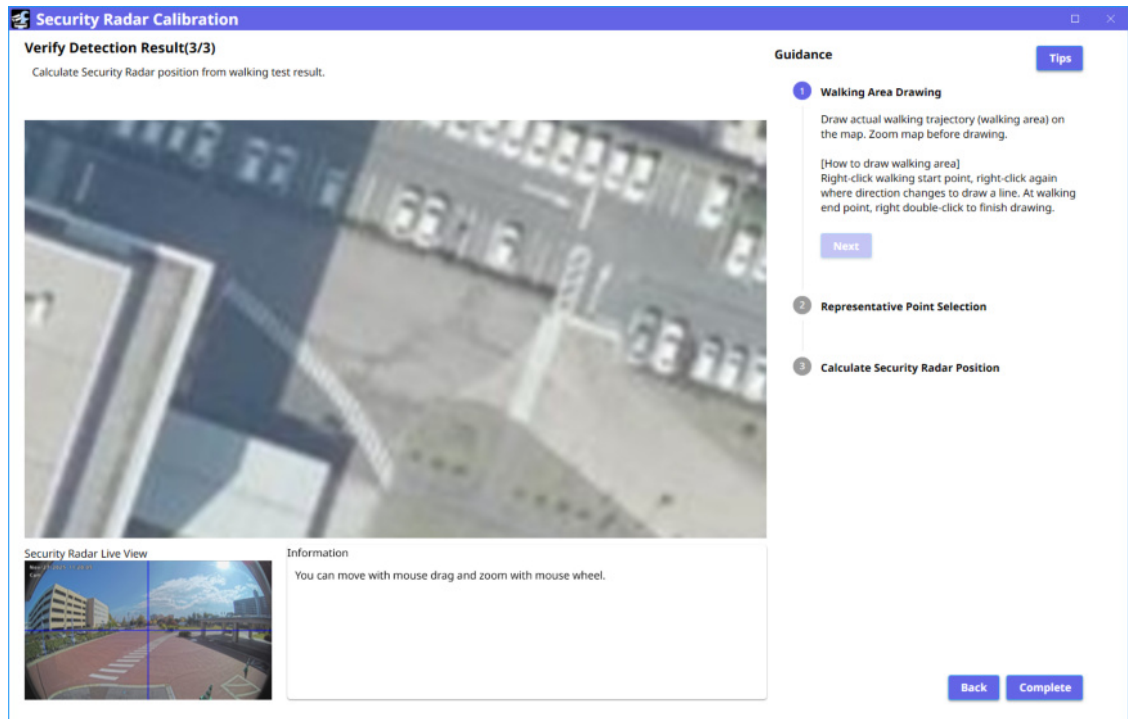 Security Radar Calibration
Verify Detection Result(3/3)
Calculate Security Radar position from walking test result.
Guidance
Tips
1 Walking Area Drawing
Draw actual walking trajectory (walking area) on
the map. Zoom map before drawing.
[How to draw walking area]
Right-click walking start point, right-click again
where direction changes to draw a line. At walking
end point, right double-click to finish drawing.
Next
2 Representative Point Selection
3 Calculate Security Radar Position
Security Radar Live View
Cam
Information
You can move with mouse drag and zoom with mouse wheel.
Back
Complete